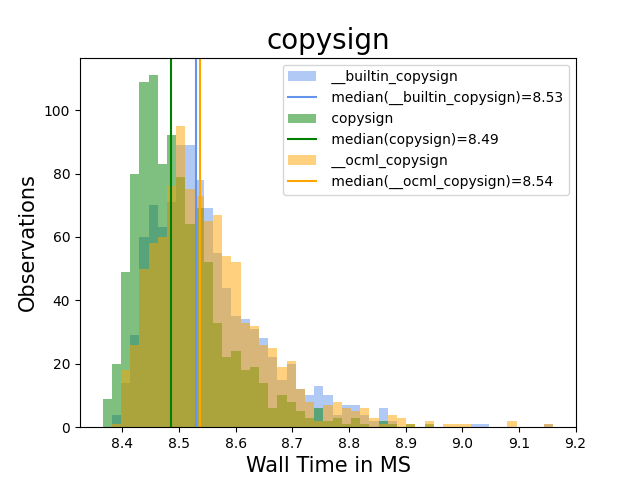 copysign
__builtin_copysign
median(__builtin_copysign)=8.53
copysign
median(copysign)=8.49
__ocml_copysign
median(__ocml_copysign)=8.54
Observations
100
80
60
40
20
0
8.4 8.5 8.6 8.7 8.8 8.9 9.0 9.1 9.2
Wall Time in MS